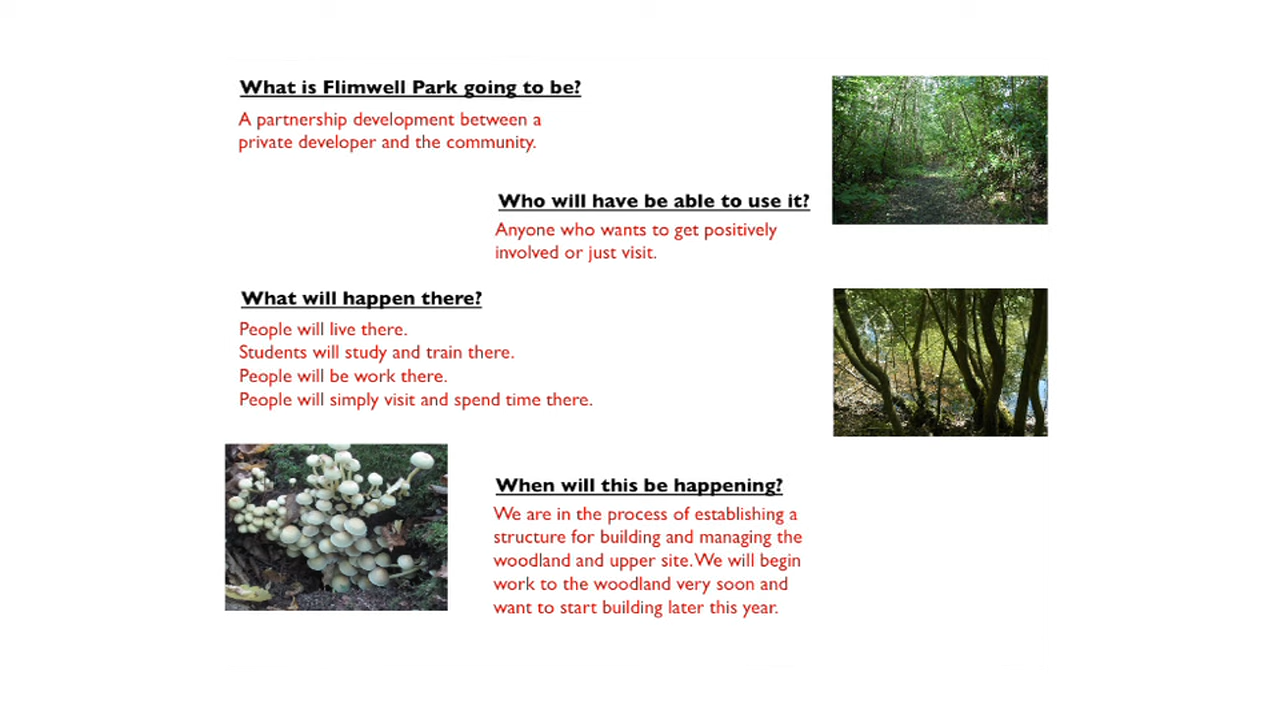 What is Flimwell Park going to be?
A partnership development between a
private developer and the community.
Who will have be able to use it?
Anyone who wants to get positively
involved or just visit.
What will happen there?
People will live there.
Students will study and train there.
People will be work there.
People will simply visit and spend time there.
When will this be happening?
We are in the process of establishing a
structure for building and managing the
woodland and upper site. We will begin
work to the woodland very soon and
want to start building later this year.